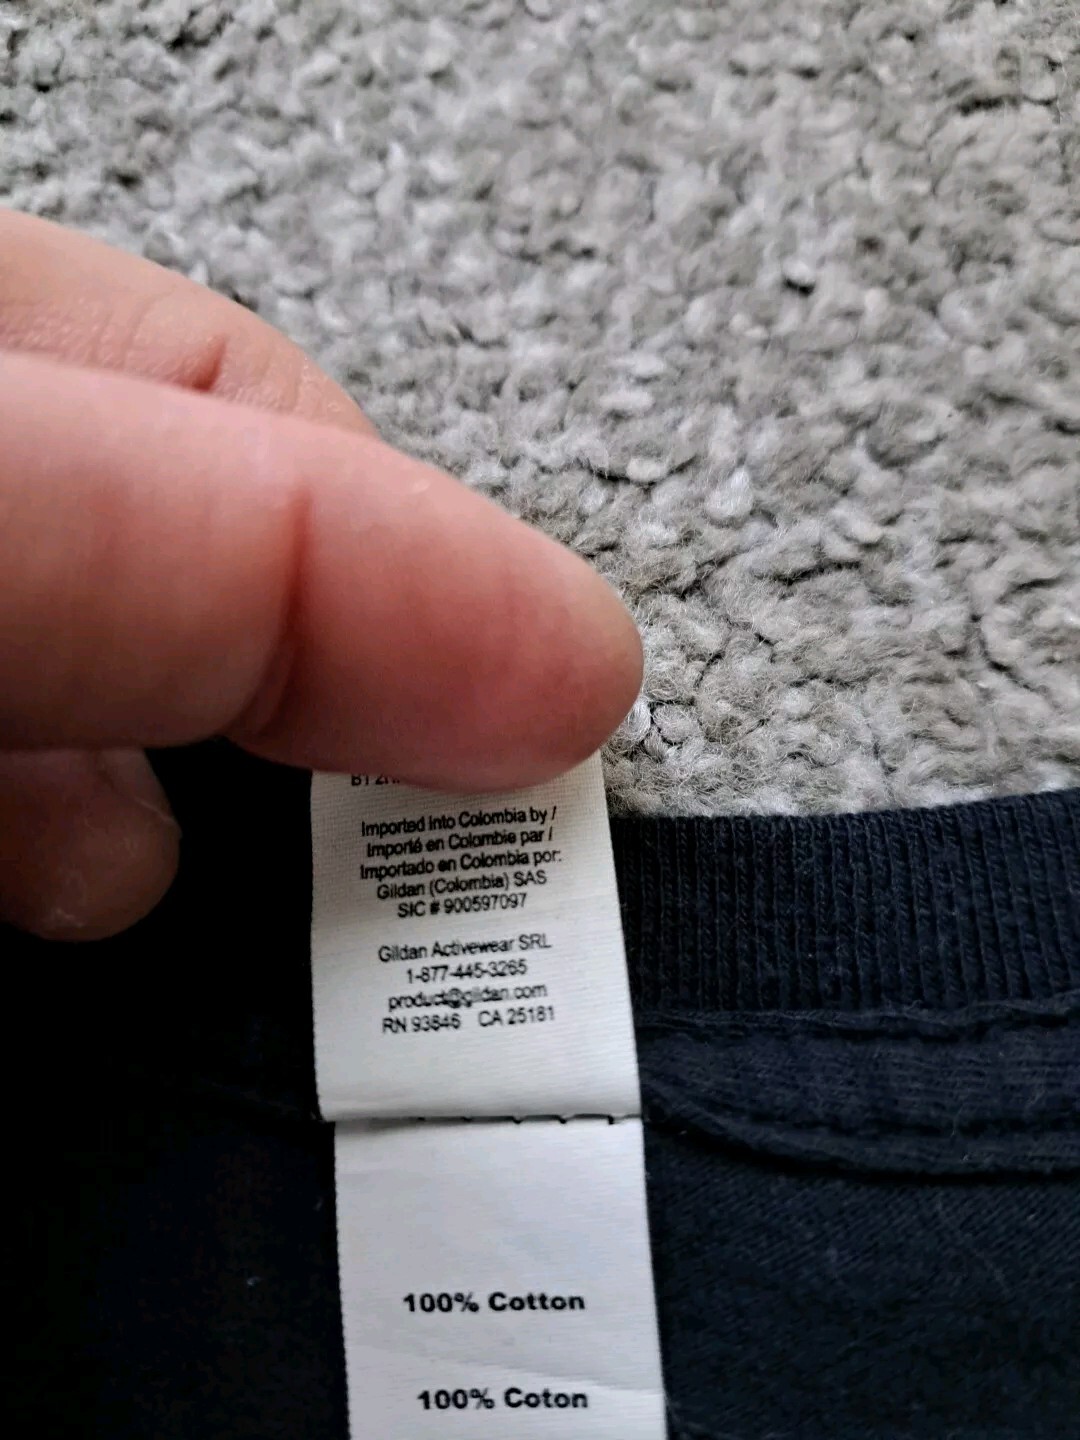 Imported into Colombia by /
Importé en Colombie par /
Importado en Colombia por:
Gildan (Colombia) SAS
SIC # 900597097
Gildan Activewear SRL
1-877-445-3265
product@gildan.com
RN 93846 CA 25181
100% Cotton
100% Coton